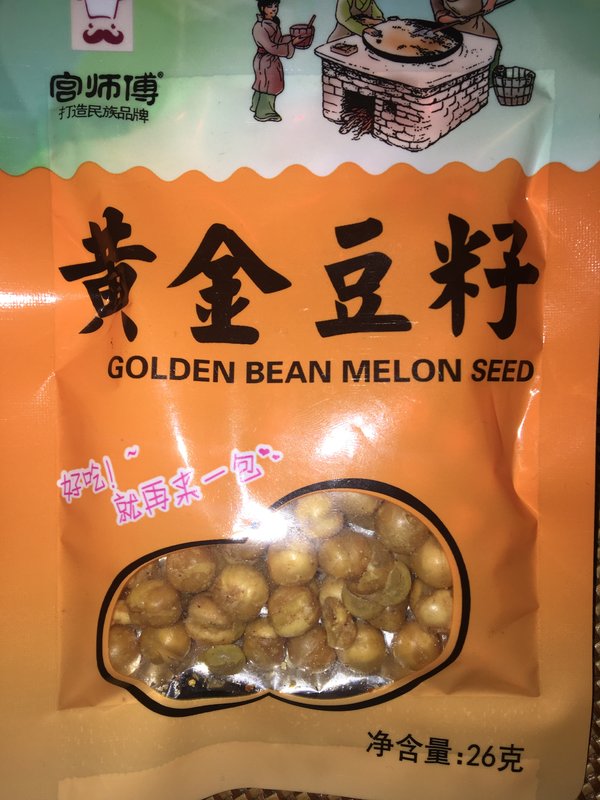 宫师傅®
打造民族品牌
黄金豆籽
GOLDEN BEAN MELON SEED
好吃!~
就再来一包
净含量:26克